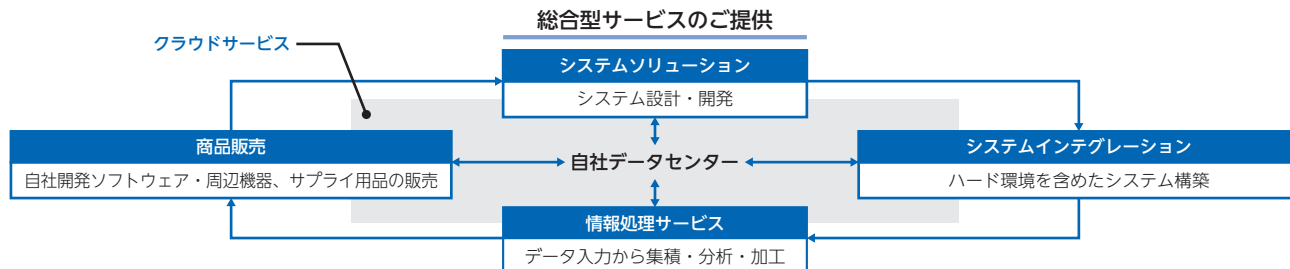 総合型サービスのご提供
クラウドサービス
システムソリューション
システム設計・開発
商品販売
自社開発ソフトウェア・周辺機器、サプライ用品の販売
自社データセンター
システムインテグレーション
ハード環境を含めたシステム構築
情報処理サービス
データ入力から集積・分析・加工